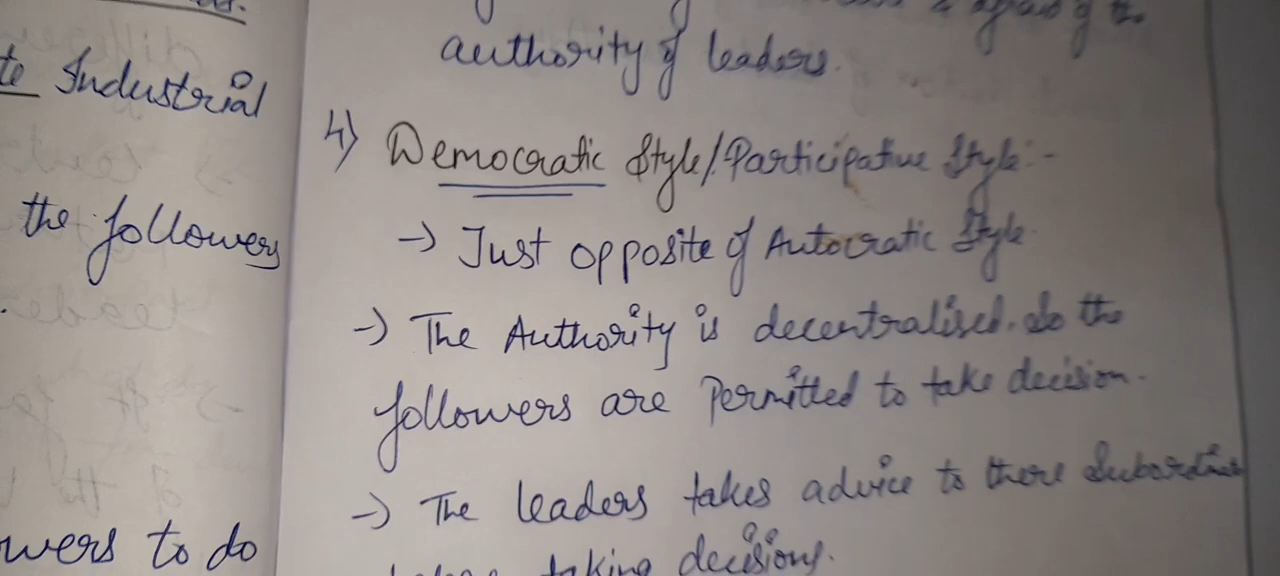 to Industrial
the followers
.
wers to do
authority of leaders.
4) Democratic Style/Participative Style:-
-> Just opposite of Autocratic Style
-> The Authority is decentralised. So the
followers are permitted to take decision.
-> The leaders takes advice to there
taking decisions.